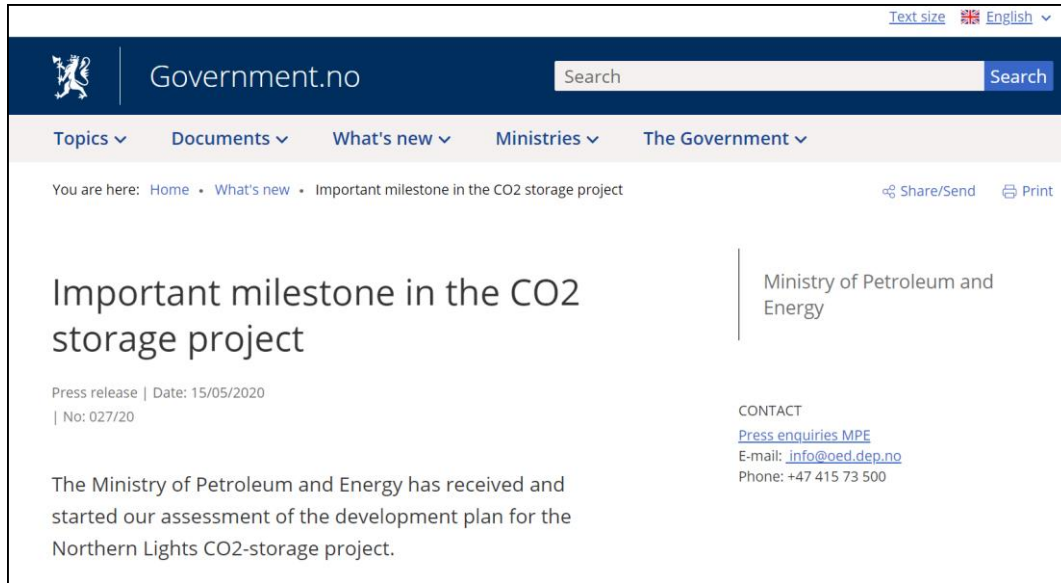 Text size English
Government.no
Search Search
Topics Documents What's new Ministries The Government
You are here: Home • What's new • Important milestone in the CO2 storage project Share/Send Print
Important milestone in the CO2
storage project
Press release | Date: 15/05/2020
| No: 027/20
The Ministry of Petroleum and Energy has received and
started our assessment of the development plan for the
Northern Lights CO2-storage project.
Ministry of Petroleum and
Energy
CONTACT
Press enquiries MPE
E-mail: info@oed.dep.no
Phone: +47 415 73 500